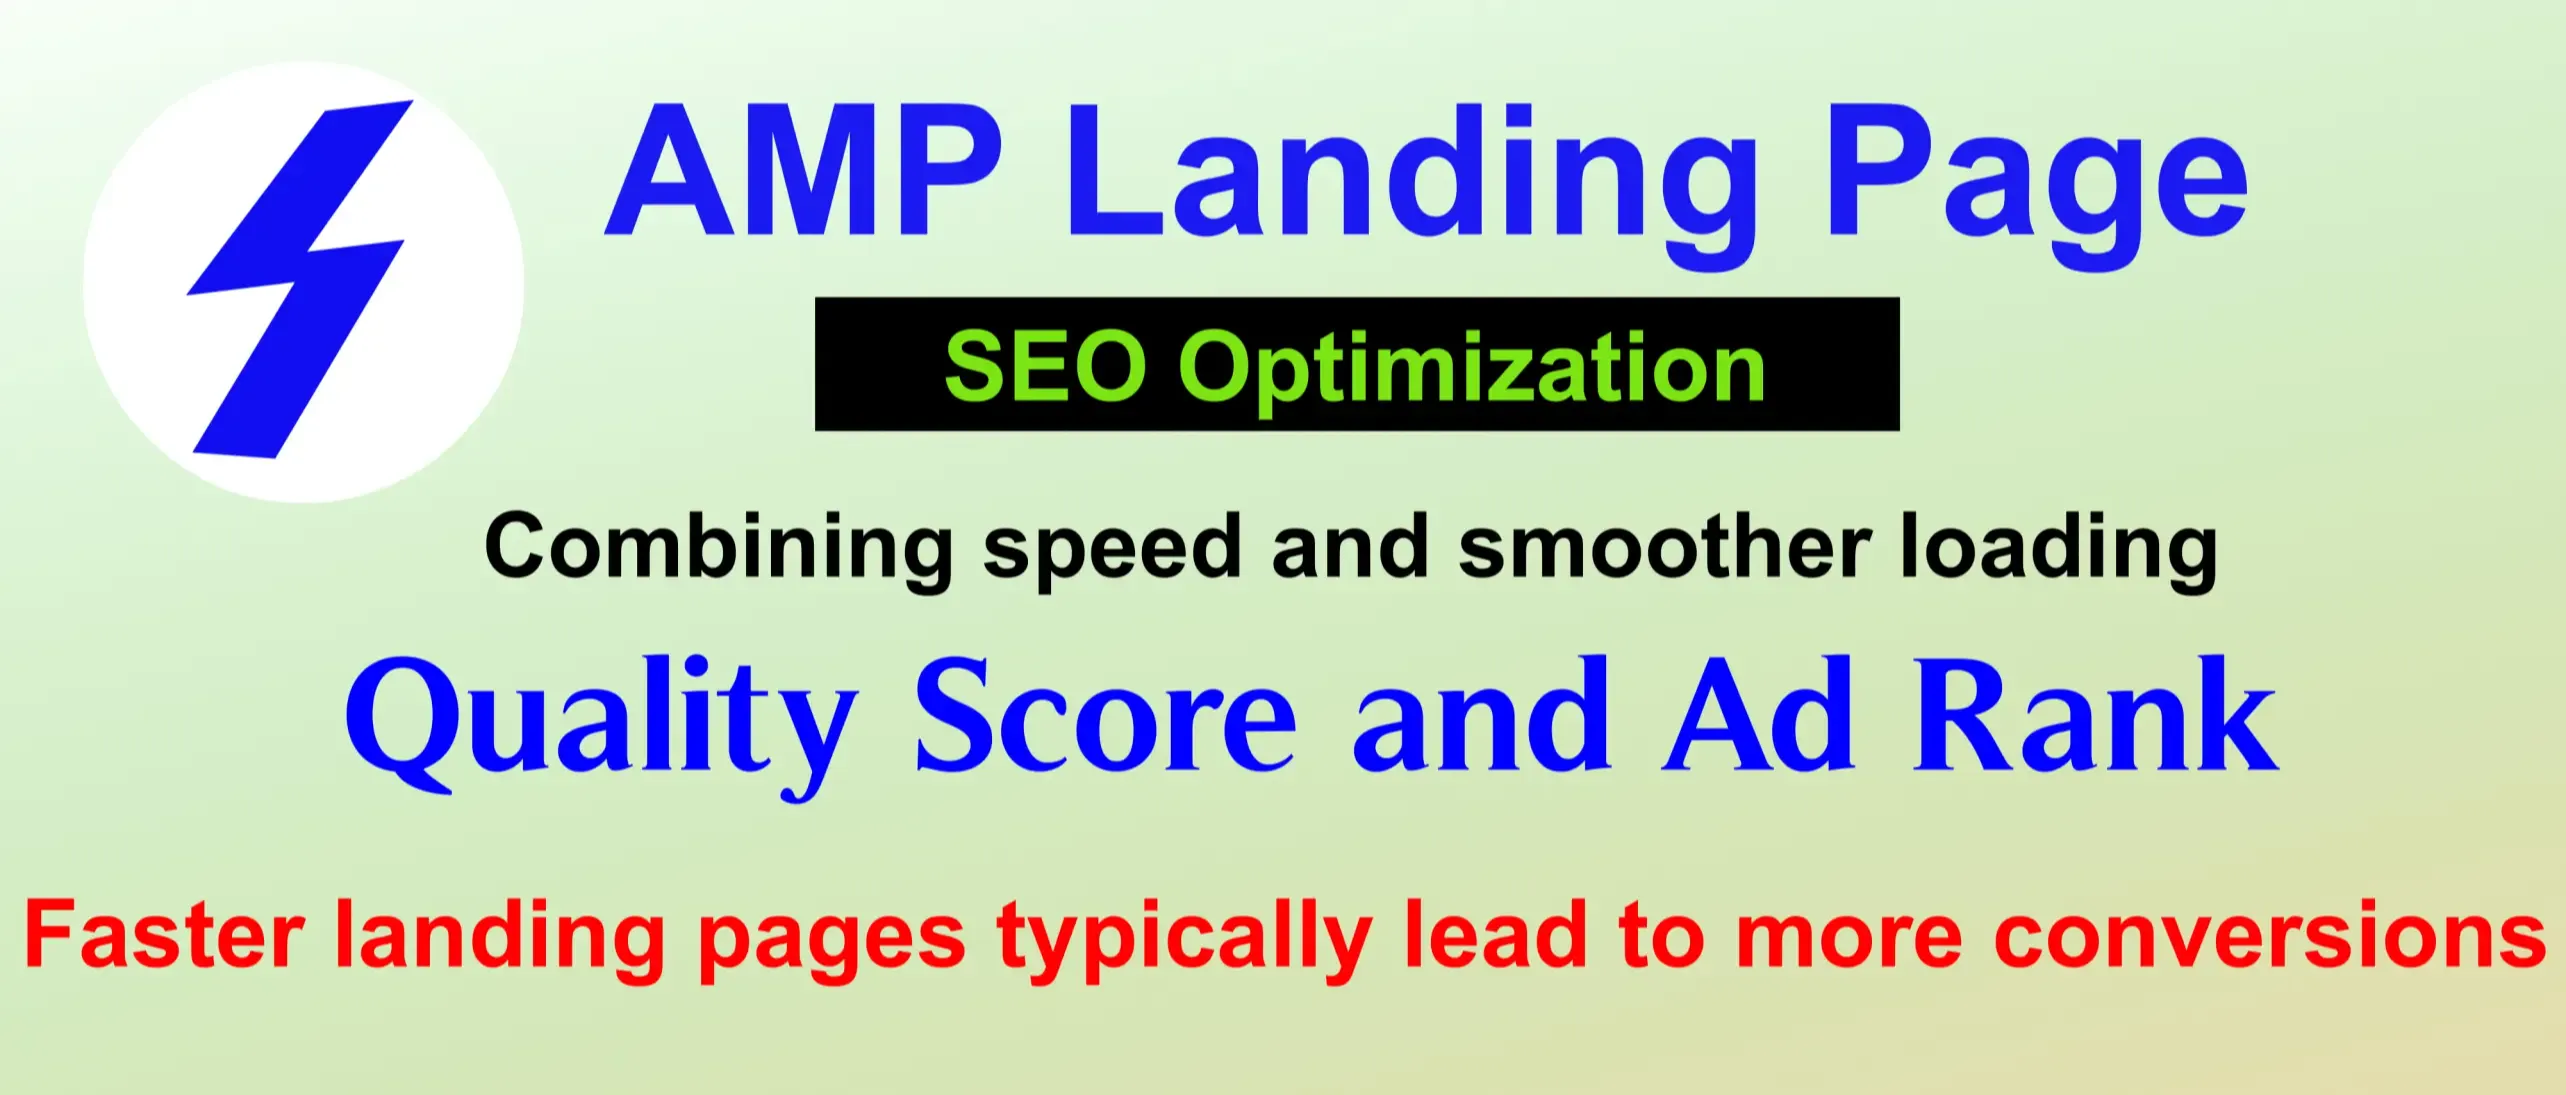 AMP Landing Page
SEO Optimization
Combining speed and smoother loading
Quality Score and Ad Rank
Faster landing pages typically lead to more conversions